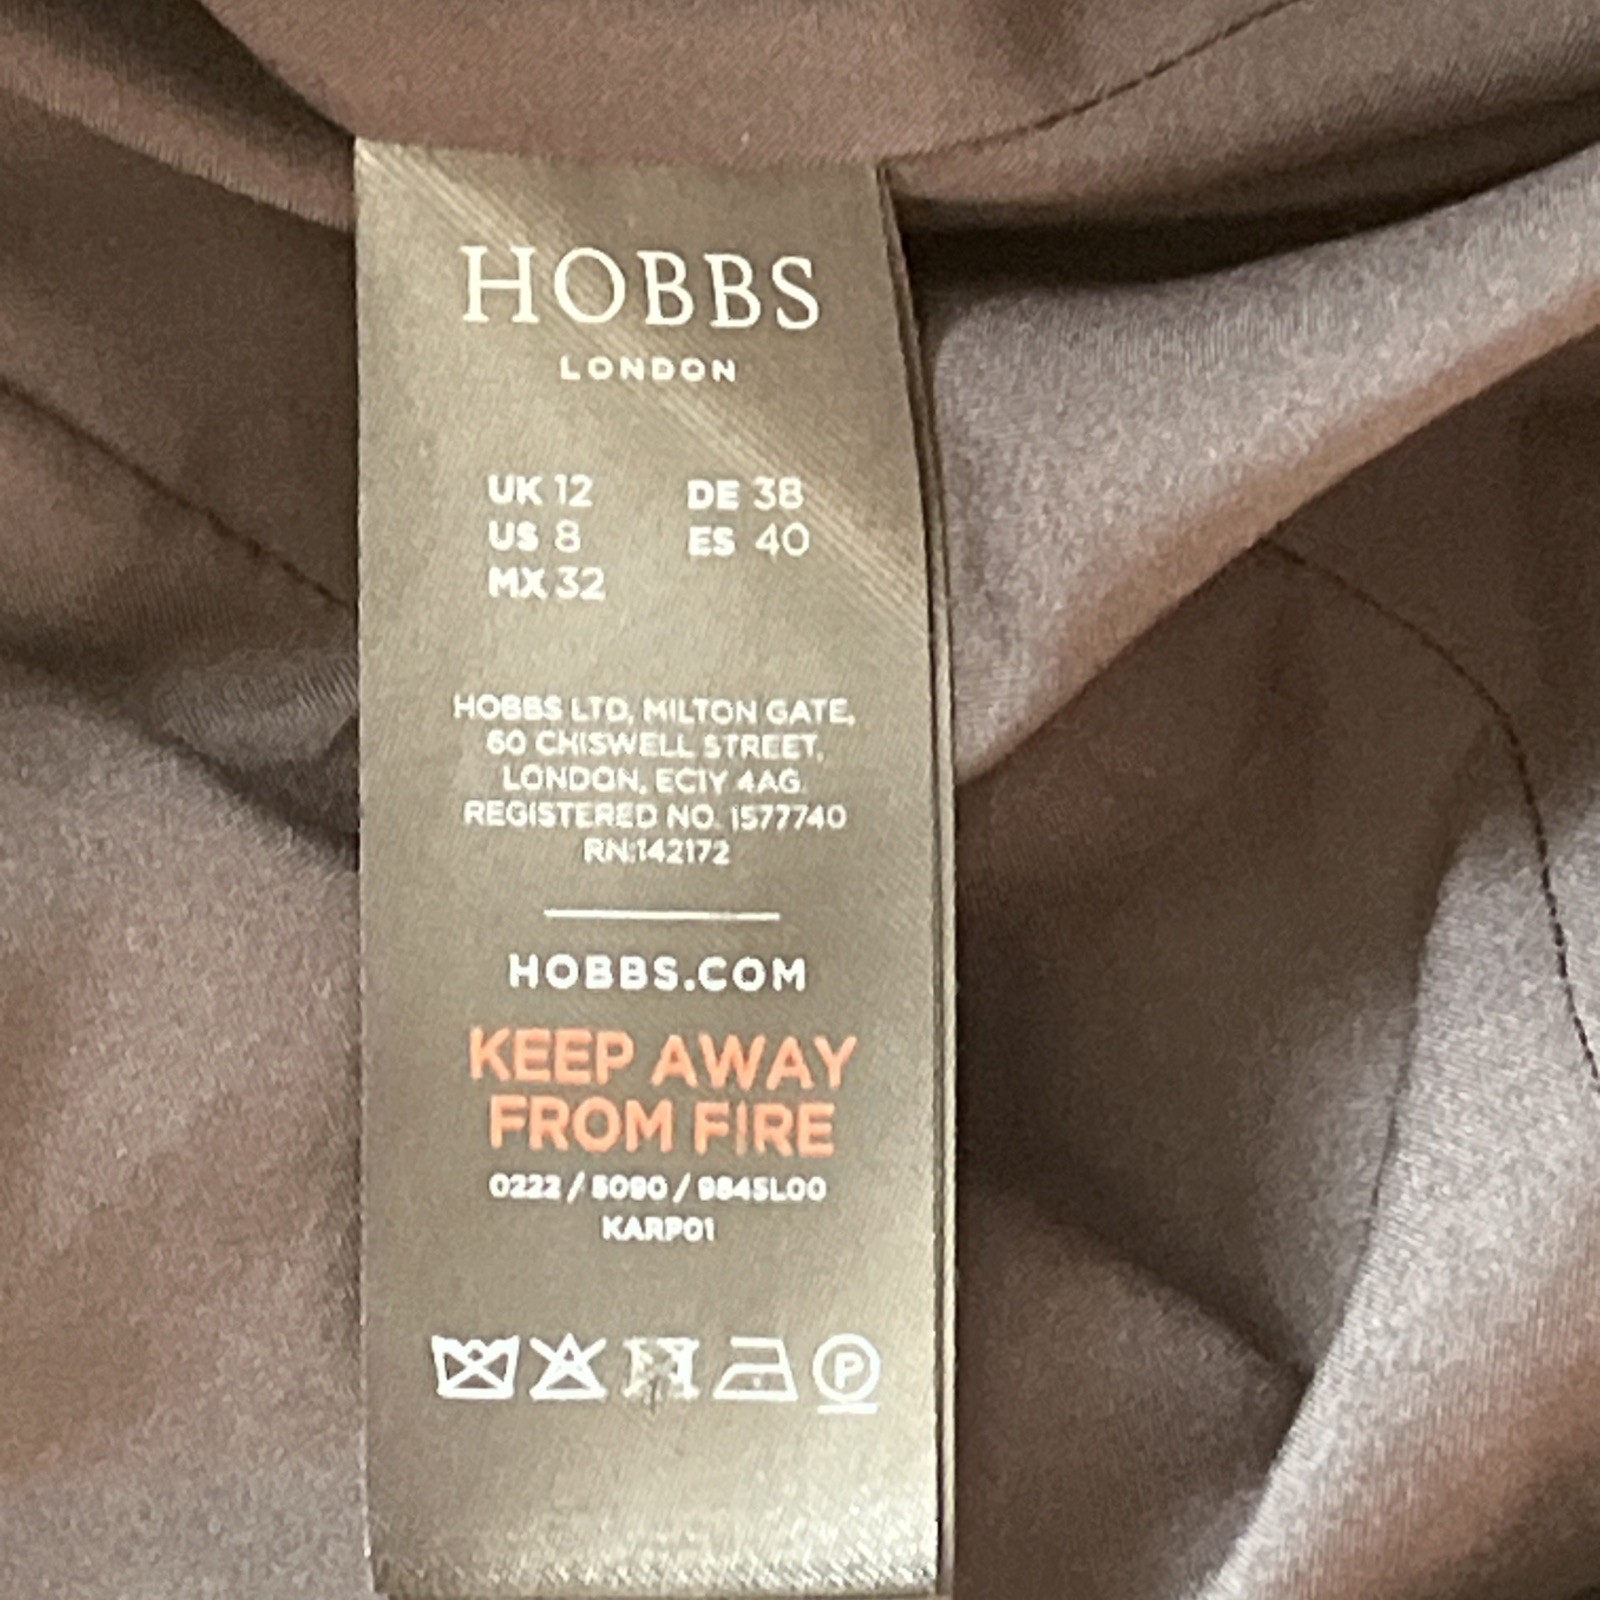 HOBBS
LONDON
UK 12 DE 38
US 8 ES 40
MX 32
HOBBS LTD, MILTON GATE,
60 CHISWELL STREET,
LONDON, EC1Y 4AG.
REGISTERED NO. 1577740
RN:142172
HOBBS.COM
KEEP AWAY
FROM FIRE
0222 / 5090 / 9845L00
KARP01
P